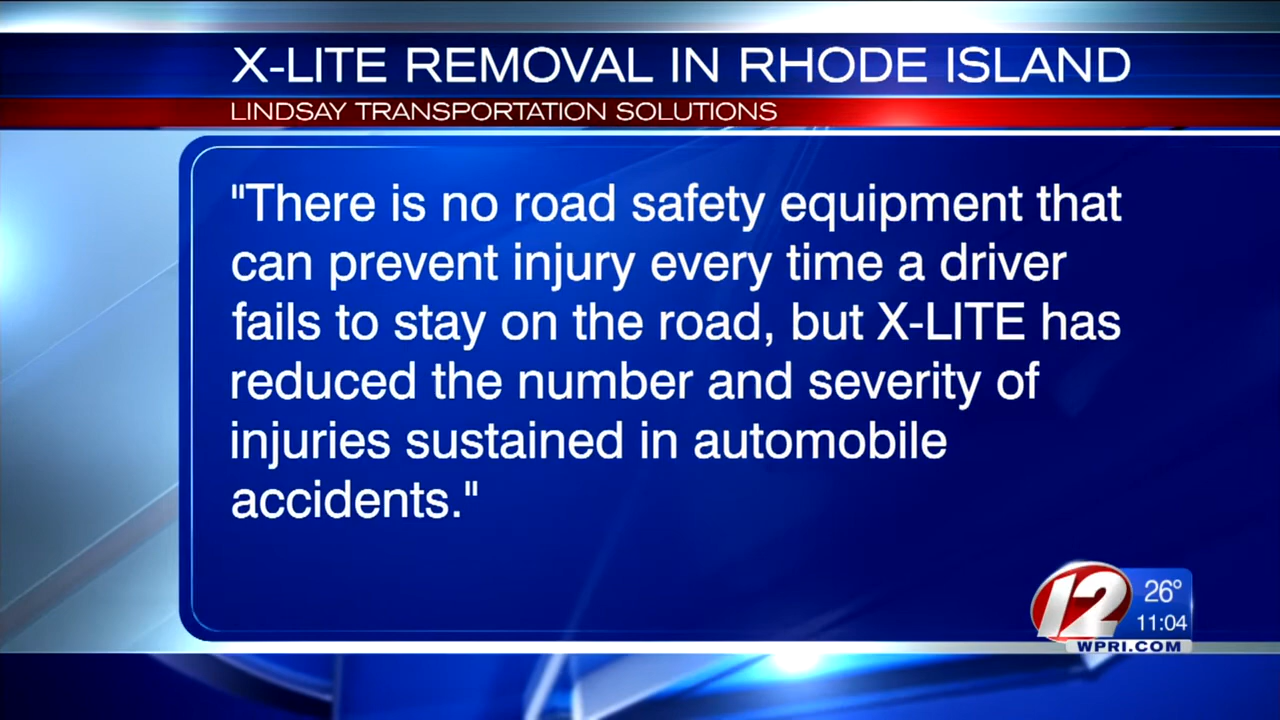 X-LITE REMOVAL IN RHODE ISLAND
LINDSAY TRANSPORTATION SOLUTIONS
"There is no road safety equipment that
can prevent injury every time a driver
fails to stay on the road, but X-LITE has
reduced the number and severity of
injuries sustained in automobile
accidents."
12
26°
11:04
WPRI.COM